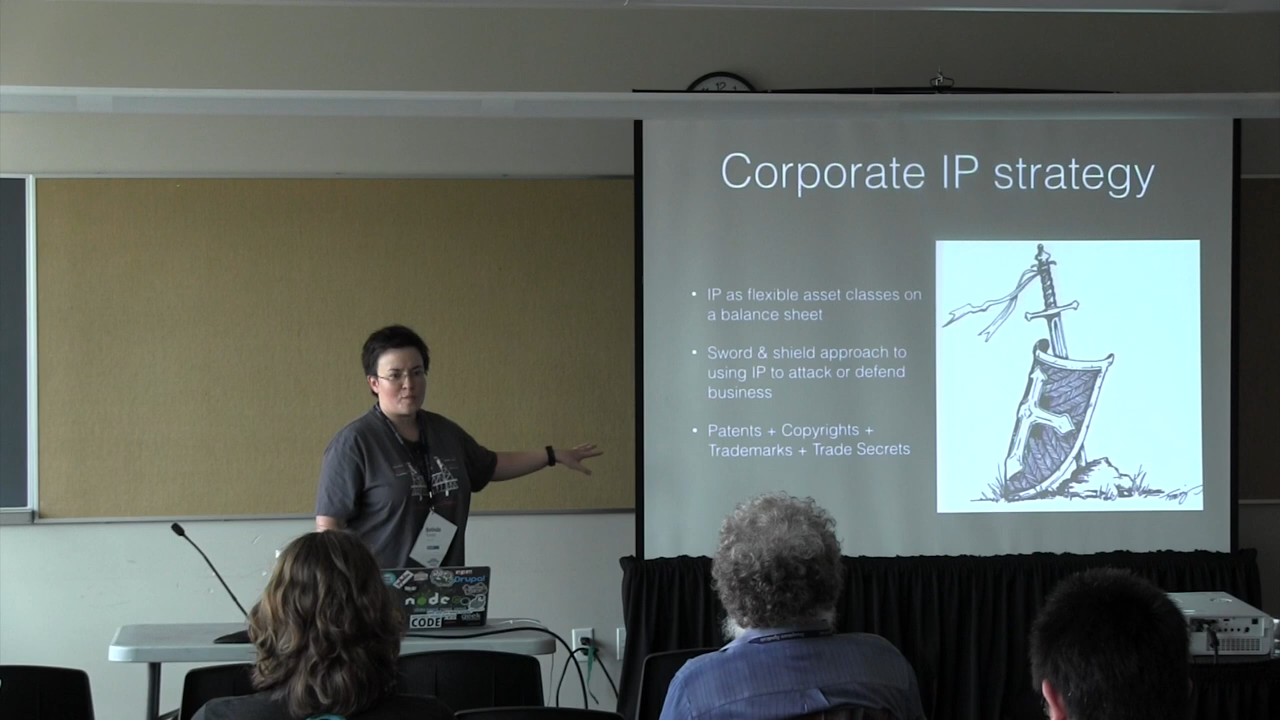 12
Corporate IP strategy
• IP as flexible asset classes on
a balance sheet
• Sword & shield approach to
using IP to attack or defend
business
• Patents + Copyrights +
Trademarks + Trade Secrets
Drupal
node
CODE